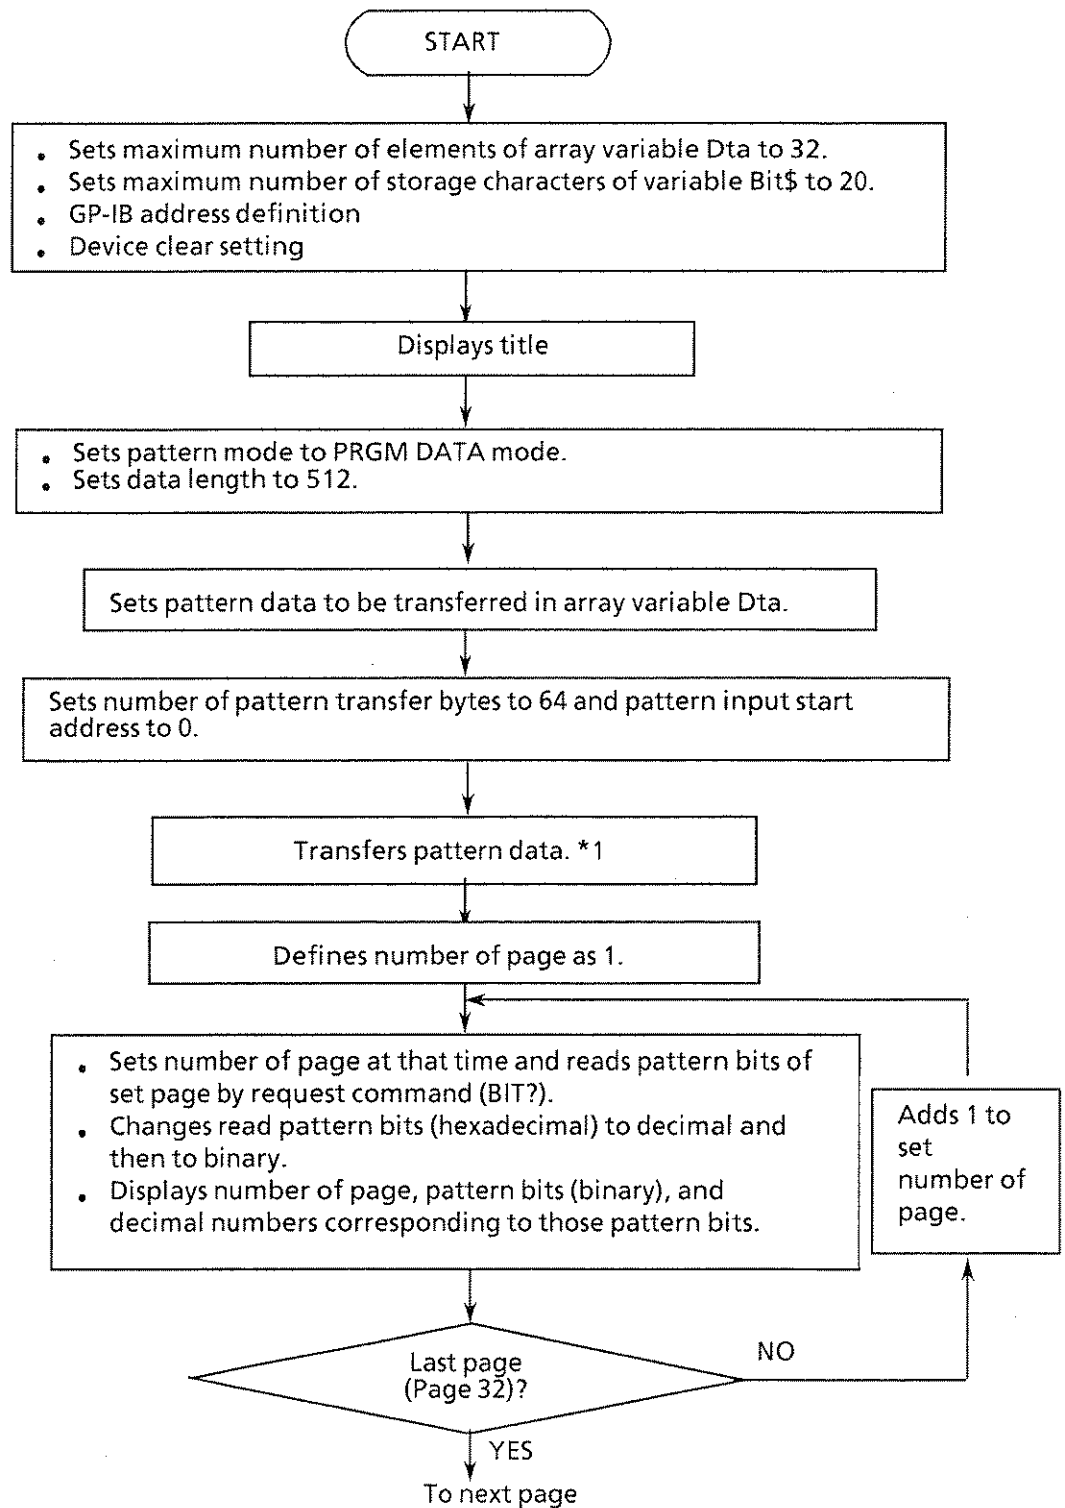 START
• Sets maximum number of elements of array variable Dta to 32.
• Sets maximum number of storage characters of variable Bit$ to 20.
• GP-IB address definition
• Device clear setting
Displays title
• Sets pattern mode to PRGM DATA mode.
• Sets data length to 512.
Sets pattern data to be transferred in array variable Dta.
Sets number of pattern transfer bytes to 64 and pattern input start
address to 0.
Transfers pattern data. *1
Defines number of page as 1.
• Sets number of page at that time and reads pattern bits of
set page by request command (BIT?).
• Changes read pattern bits (hexadecimal) to decimal and
then to binary.
• Displays number of page, pattern bits (binary), and
decimal numbers corresponding to those pattern bits.
Adds 1 to
set
number of
page.
Last page
(Page 32)?
NO
YES
To next page